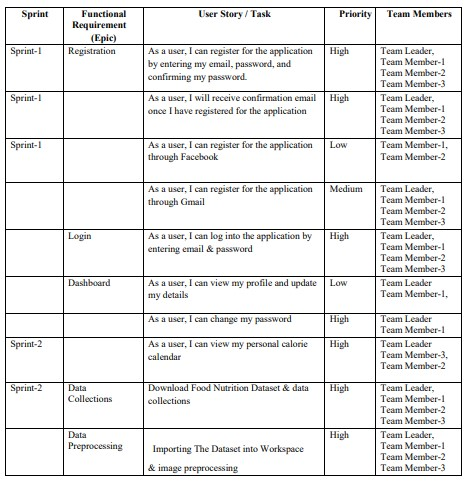 Sprint Functional Requirement (Epic) User Story / Task Priority Team Members
Sprint-1 Registration As a user, I can register for the application High Team Leader,
by entering my email, password, and Team Member-1
confirming my password. Team Member-2
Team Member-3
Sprint-1 As a user, I will receive confirmation email High Team Leader,
once I have registered for the application Team Member-1
Team Member-2
Team Member-3
Sprint-1 As a user, I can register for the application Low Team Member-1,
through Facebook Team Member-2
As a user, I can register for the application Medium Team Leader,
through Gmail Team Member-1
Team Member-2
Team Member-3
Login As a user, I can log into the application by High Team Leader,
entering email & password Team Member-1
Team Member-2
Team Member-3
Dashboard As a user, I can view my profile and update Low Team Leader
my details Team Member-1,
As a user, I can change my password High Team Leader
Team Member-1
Sprint-2 As a user, I can view my personal calorie High Team Leader
calendar Team Member-3,
Team Member-2
Sprint-2 Data Download Food Nutrition Dataset & data High Team Leader,
Collections collections Team Member-1
Team Member-2
Team Member-3
Data High Team Leader,
Preprocessing Importing The Dataset into Workspace Team Member-1
Team Member-2
& image preprocessing Team Member-3